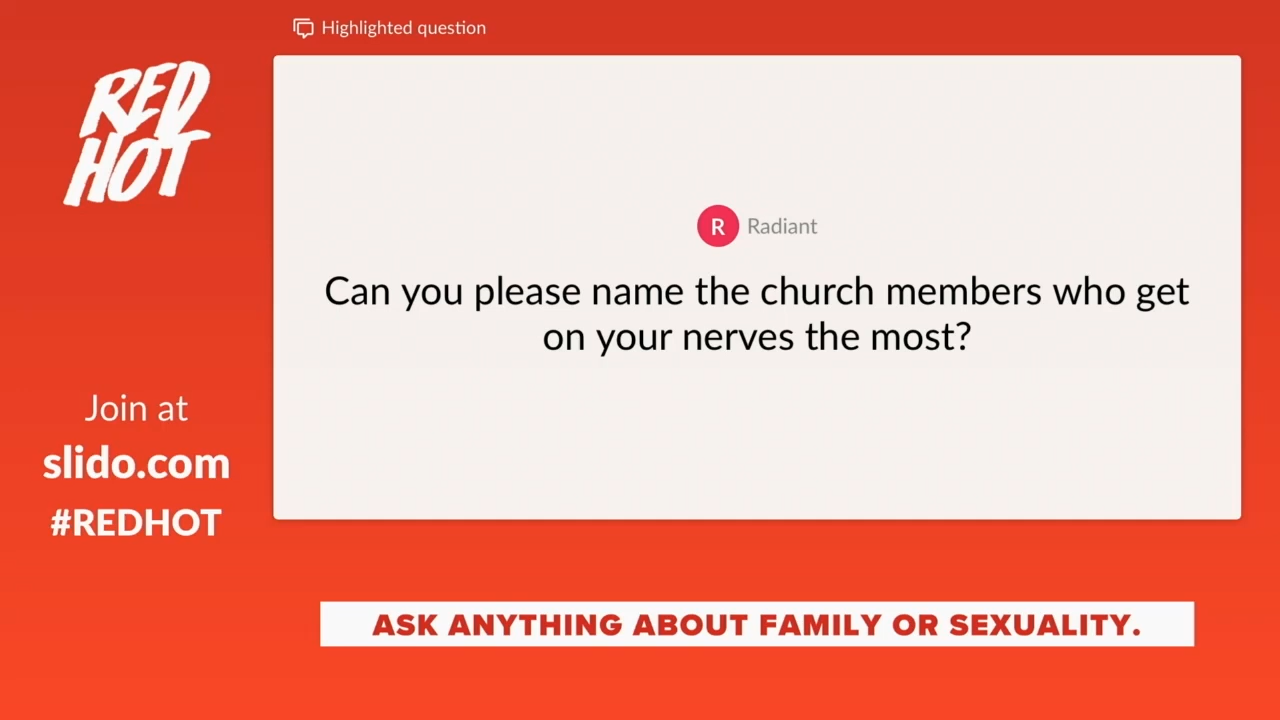 Highlighted question
RED
HOT
R Radiant
Can you please name the church members who get
on your nerves the most?
Join at
slido.com
#REDHOT
ASK ANYTHING ABOUT FAMILY OR SEXUALITY.